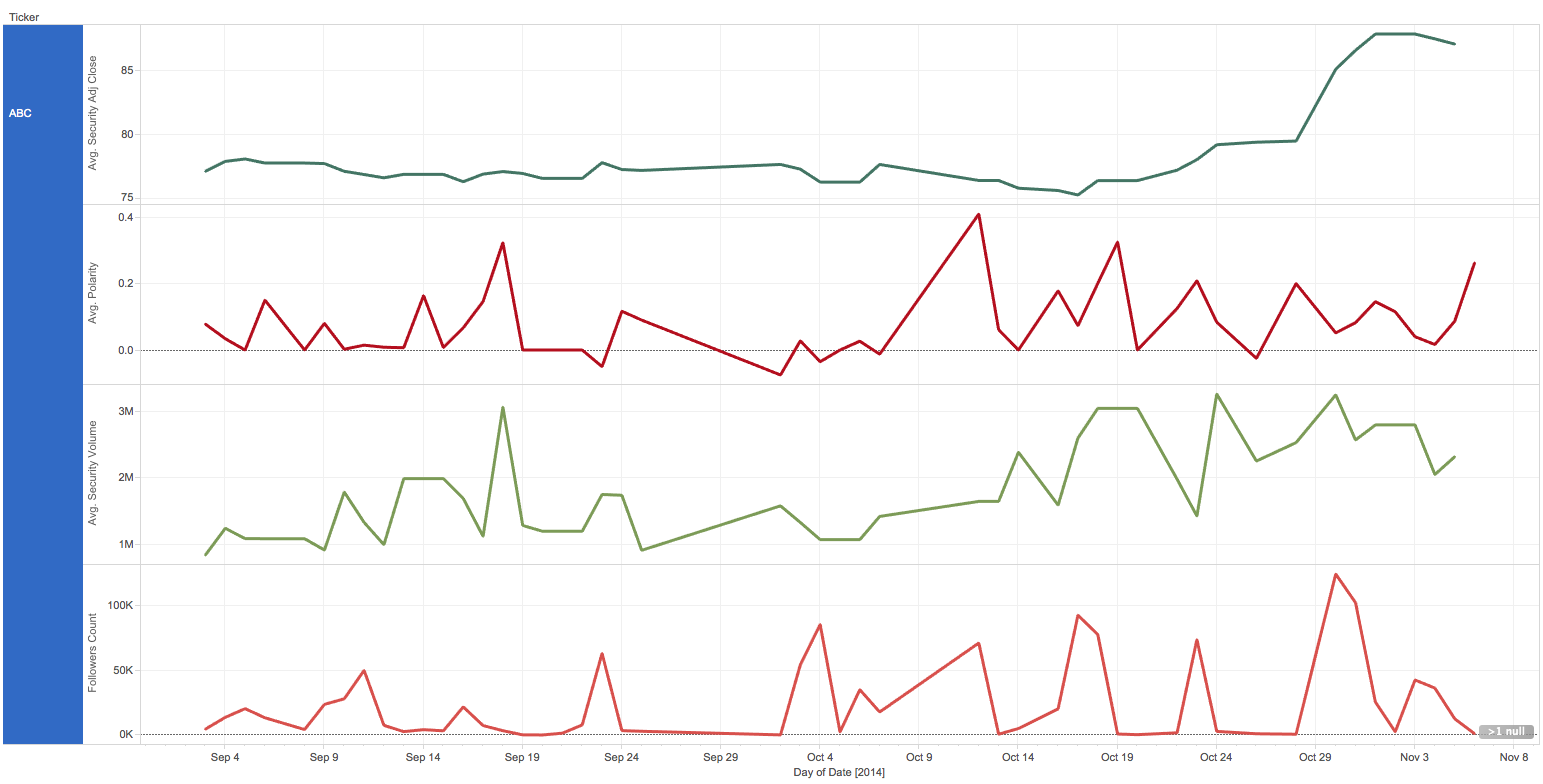 Ticker
ABC
Avg. Security Adj Close
85
80
75
Avg. Polarity
0.4
0.2
0.0
Avg. Security Volume
3M
2M
1M
Followers Count
100K
50K
0K
>1 null
Sep 4 Sep 9 Sep 14 Sep 19 Sep 24 Sep 29 Oct 4 Oct 9 Oct 14 Oct 19 Oct 24 Oct 29 Nov 3 Nov 8
Day of Date [2014]